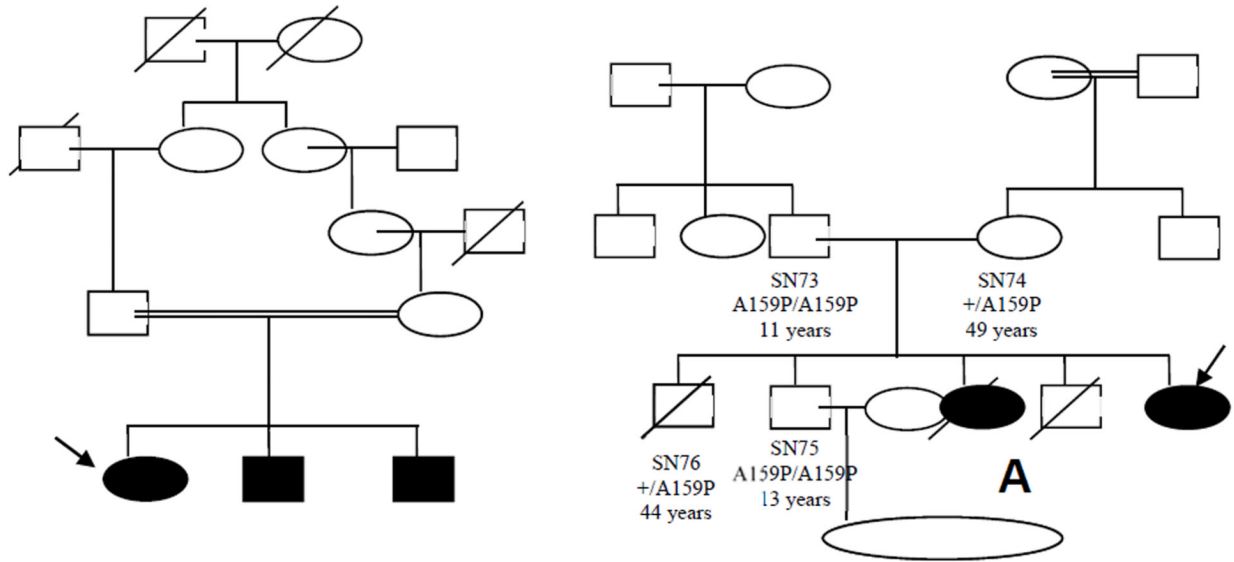 SN73
A159P/A159P
11 years
SN74
+/A159P
49 years
SN76
+/A159P
44 years
SN75
A159P/A159P
13 years
A